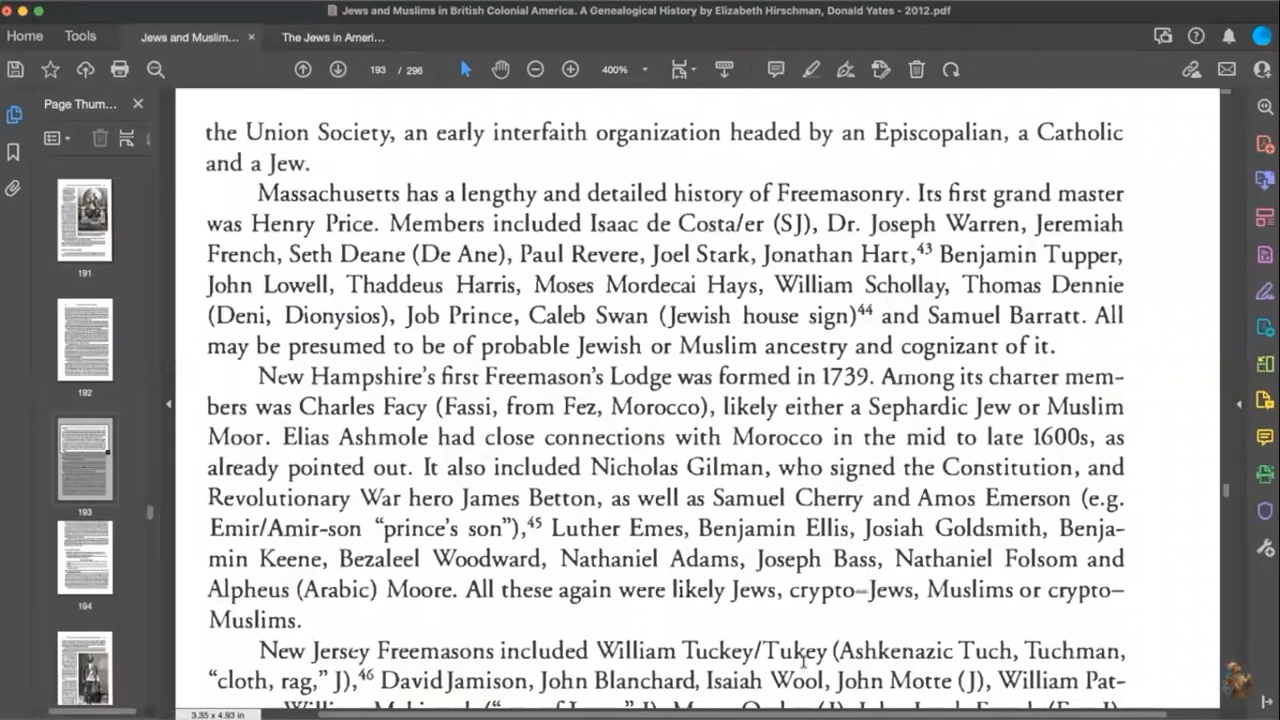 Jews and Muslims in British Colonial America. A Genealogical History by Elizabeth Hirschman, Donald Yates - 2012.pdf
Home Tools Jews and Muslim... The Jews in Ameri...
193 / 296 400%
Page Thum...
191
192
193
194
the Union Society, an early interfaith organization headed by an Episcopalian, a Catholic
and a Jew.
Massachusetts has a lengthy and detailed history of Freemasonry. Its first grand master
was Henry Price. Members included Isaac de Costa/er (SJ), Dr. Joseph Warren, Jeremiah
French, Seth Deane (De Ane), Paul Revere, Joel Stark, Jonathan Hart,43 Benjamin Tupper,
John Lowell, Thaddeus Harris, Moses Mordecai Hays, William Schollay, Thomas Dennie
(Deni, Dionysios), Job Prince, Caleb Swan (Jewish house sign)44 and Samuel Barratt. All
may be presumed to be of probable Jewish or Muslim ancestry and cognizant of it.
New Hampshire's first Freemason's Lodge was formed in 1739. Among its charter mem-
bers was Charles Facy (Fassi, from Fez, Morocco), likely either a Sephardic Jew or Muslim
Moor. Elias Ashmole had close connections with Morocco in the mid to late 1600s, as
already pointed out. It also included Nicholas Gilman, who signed the Constitution, and
Revolutionary War hero James Betton, as well as Samuel Cherry and Amos Emerson (e.g.
Emir/Amir-son "prince's son"),45 Luther Emes, Benjamin Ellis, Josiah Goldsmith, Benja-
min Keene, Bezaleel Woodward, Nathaniel Adams, Joseph Bass, Nathaniel Folsom and
Alpheus (Arabic) Moore. All these again were likely Jews, crypto-Jews, Muslims or crypto-
Muslims.
New Jersey Freemasons included William Tuckey/Tukey (Ashkenazic Tuch, Tuchman,
"cloth, rag," J),46 David Jamison, John Blanchard, Isaiah Wool, John Motte (J), William Pat-
3.35 x 4.93 in